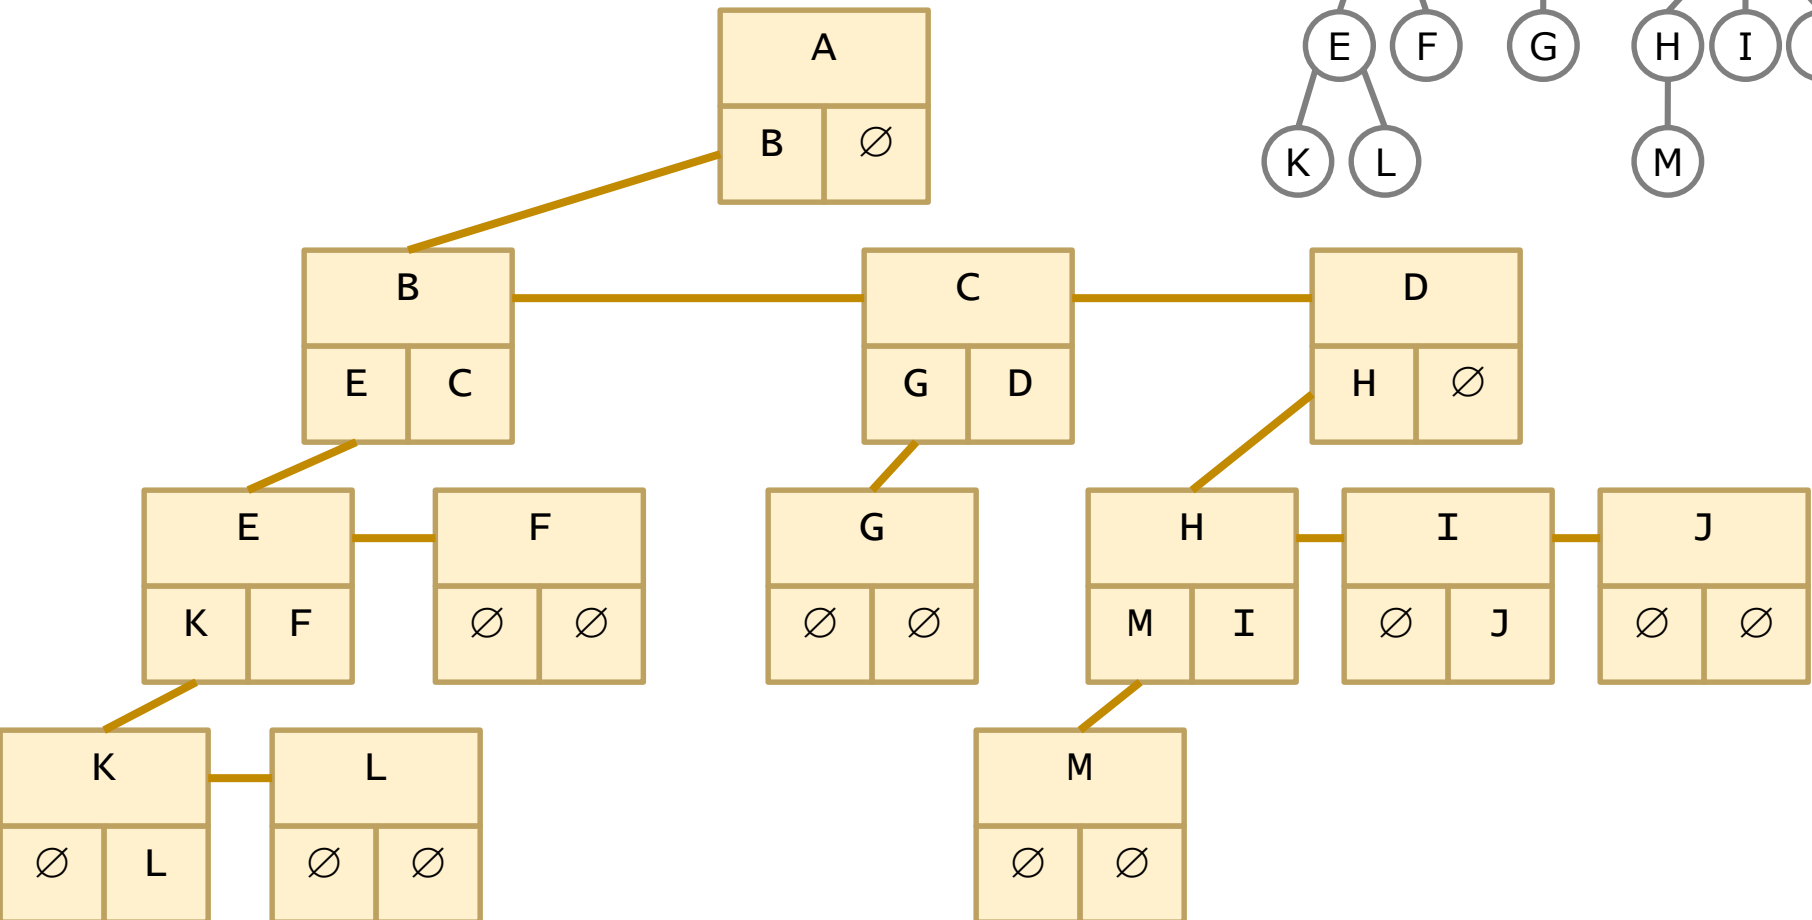 A
B ∅
E F G H I
K L M
B C D
E C G D H ∅
E F G H I J
K F ∅ ∅ ∅ ∅ M I ∅ J ∅ ∅
K L M
∅ L ∅ ∅ ∅ ∅